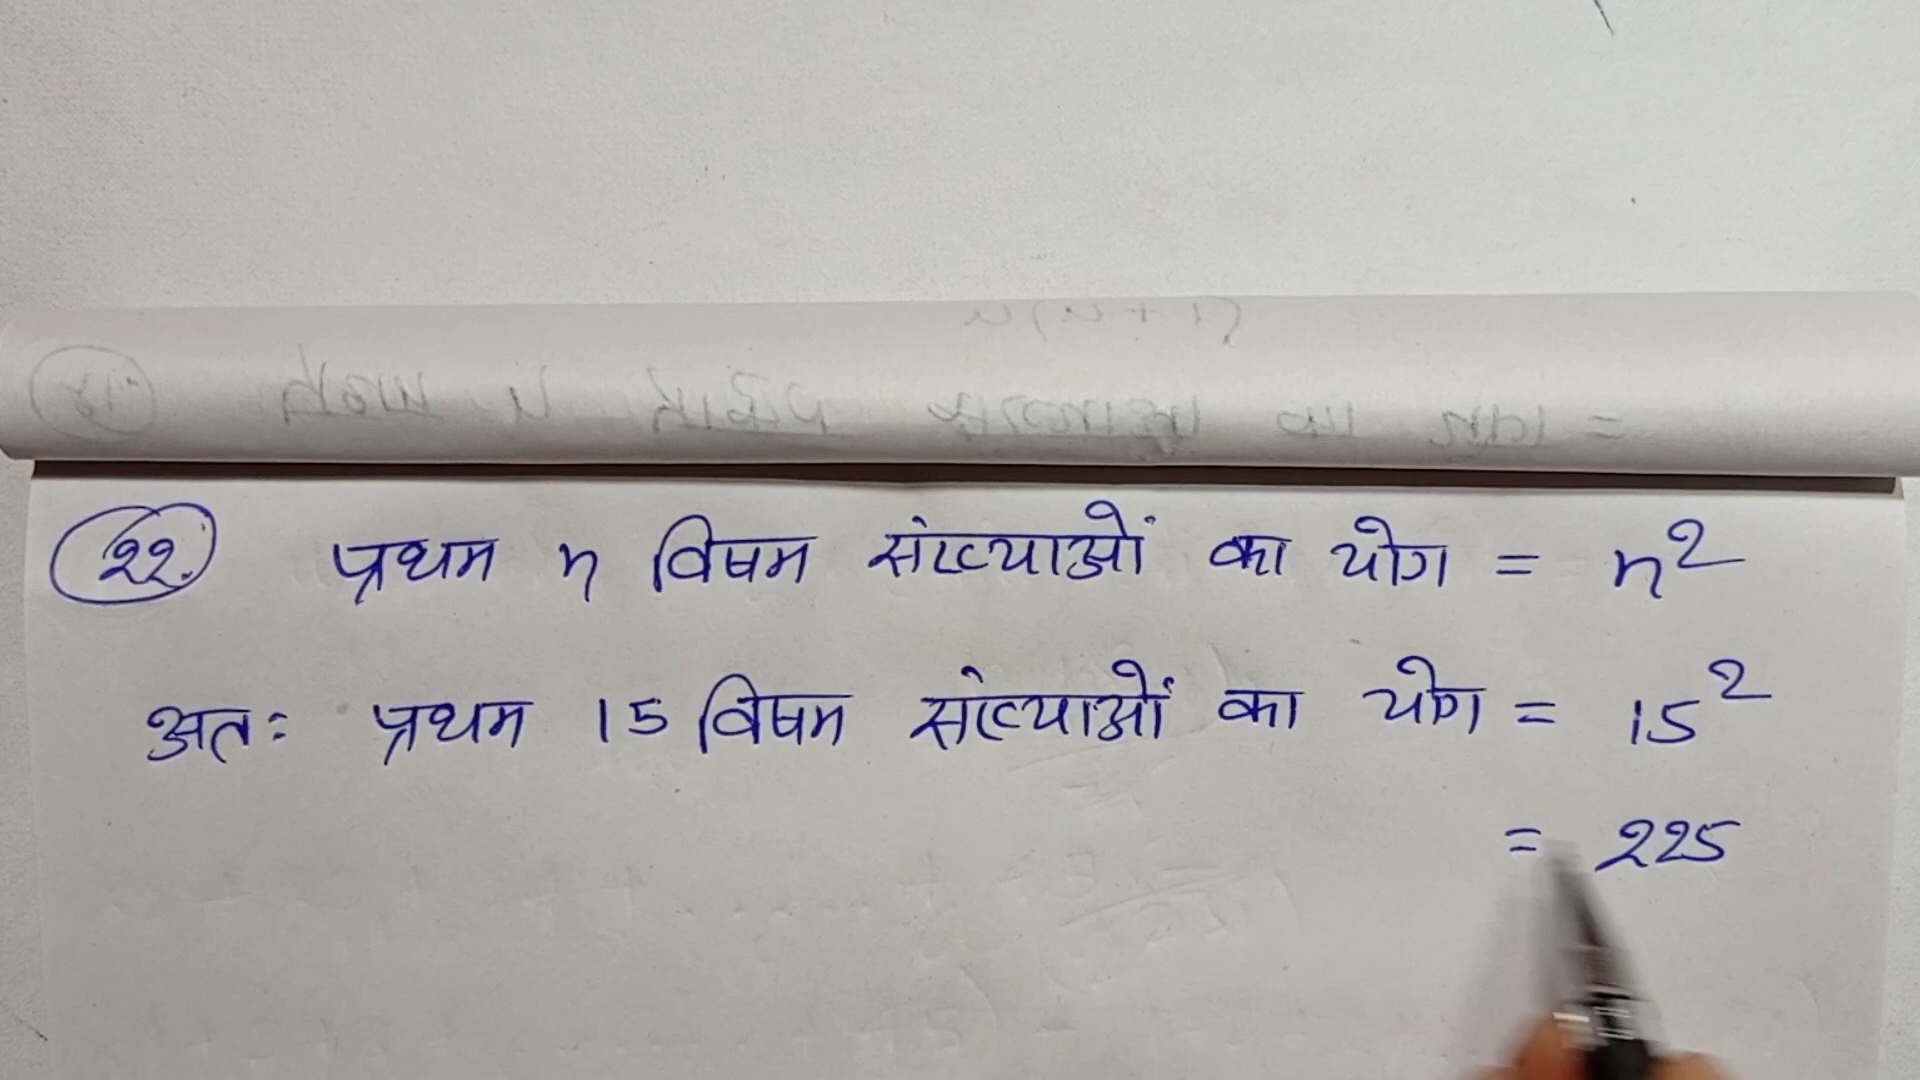 22. प्रथम n विषम संख्याओं का योग = n²
अतः प्रथम 15 विषम संख्याओं का योग = 15²
= 225